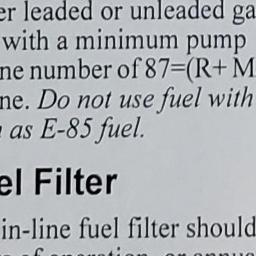 er leaded or unleaded ga
with a minimum pump
ne number of 87=(R+ M
ne. Do not use fuel with
as E-85 fuel.
el Filter
in-line fuel filter should